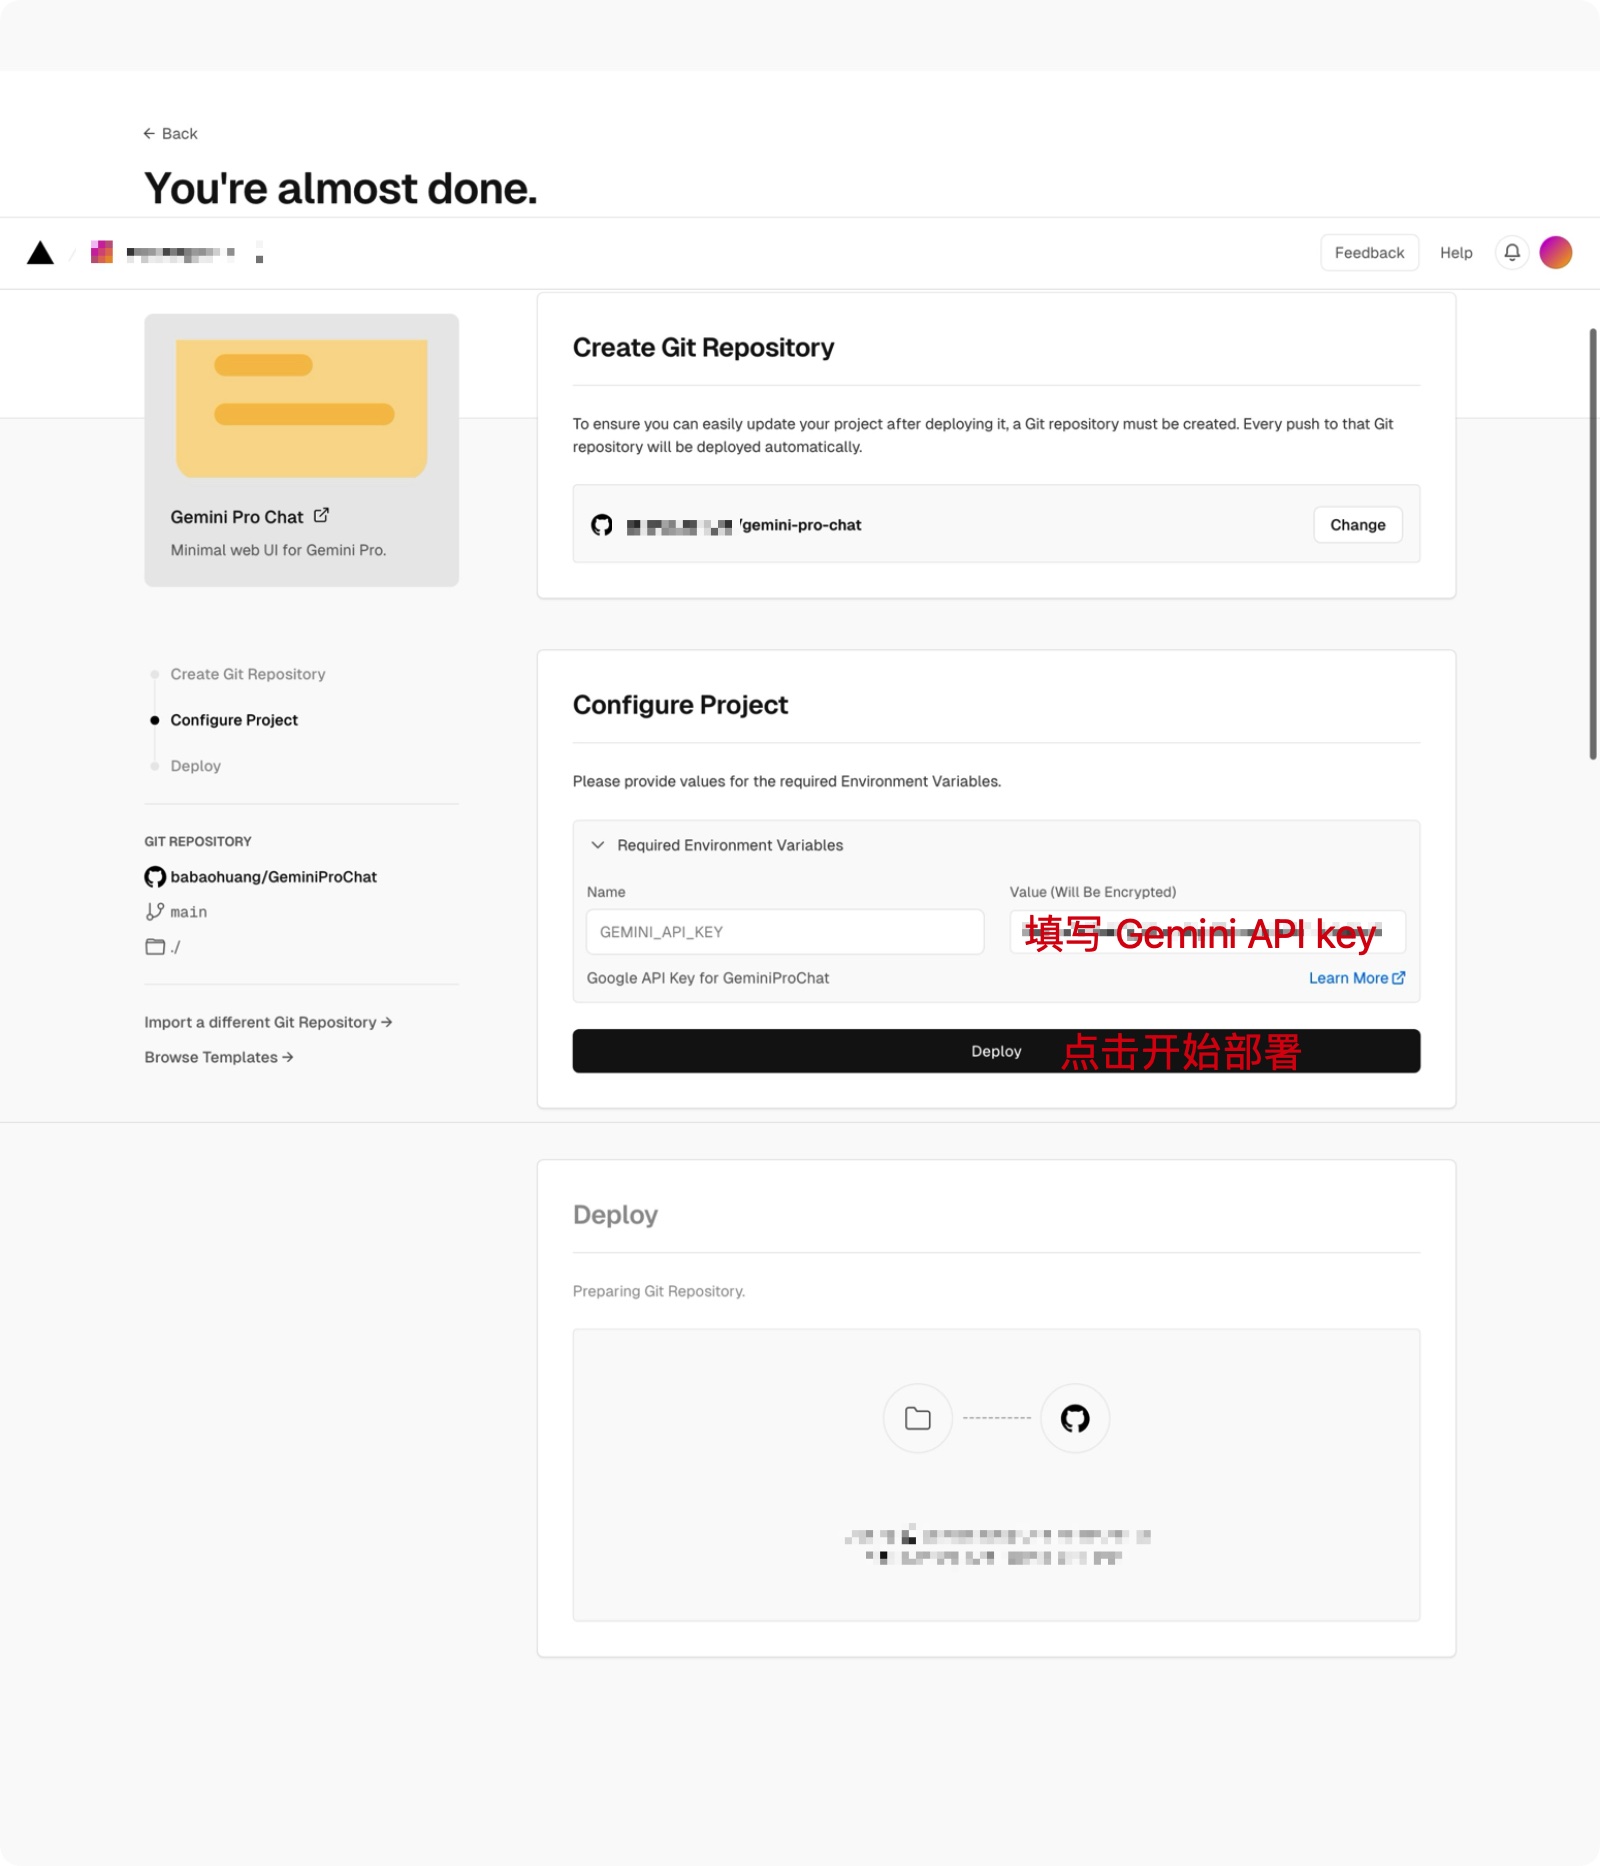 ← Back
You're almost done.
Feedback
Help
Gemini Pro Chat
Minimal web UI for Gemini Pro.
Create Git Repository
Configure Project
Deploy
GIT REPOSITORY
babaohuang/GeminiProChat
main
./
Import a different Git Repository →
Browse Templates →
Create Git Repository
To ensure you can easily update your project after deploying it, a Git repository must be created. Every push to that Git
repository will be deployed automatically.
/gemini-pro-chat
Change
Configure Project
Please provide values for the required Environment Variables.
Required Environment Variables
Name
Value (Will Be Encrypted)
GEMINI_API_KEY
填写 Gemini API key
Google API Key for GeminiProChat
Learn More
Deploy
点击开始部署
Deploy
Preparing Git Repository.